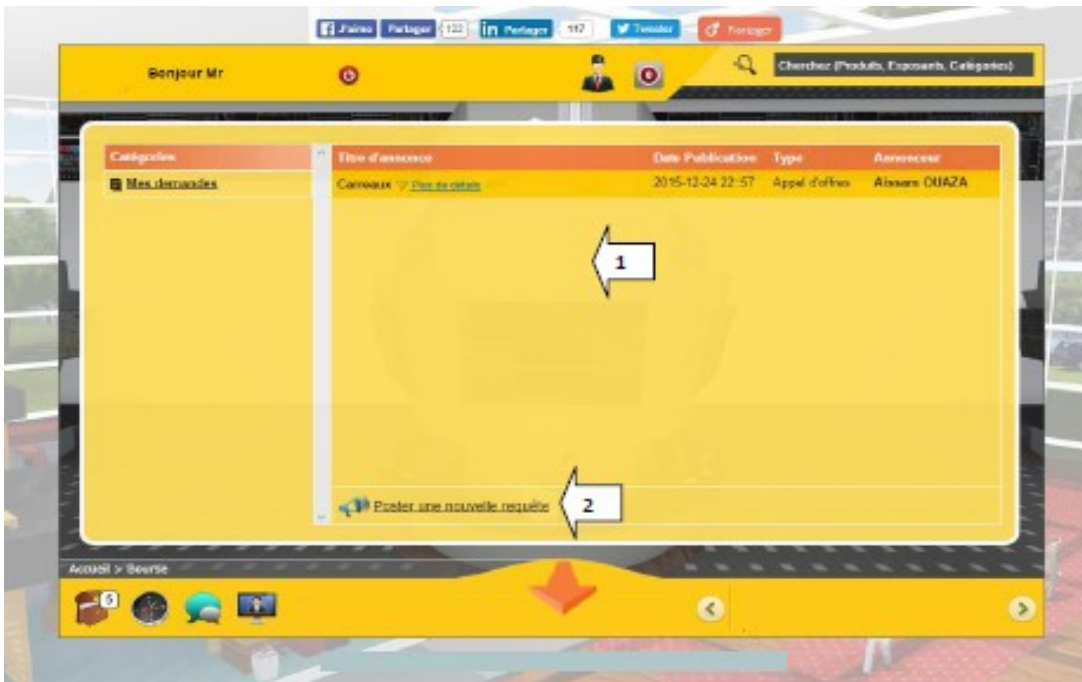 J'aime Partager 122 in Partager 117 Tweeter Partager
Bonjour Mr
Cherchez (Produits, Exposants, Catégories)
Catégories
Titre d'annonce Date Publication Type Annonceur
Mes demandes
Carreaux Plus de détails 2015-12-24 22:57 Appel d'offres Aissam OUAZA
1
Poster une nouvelle requête 2
Accueil > Bourse